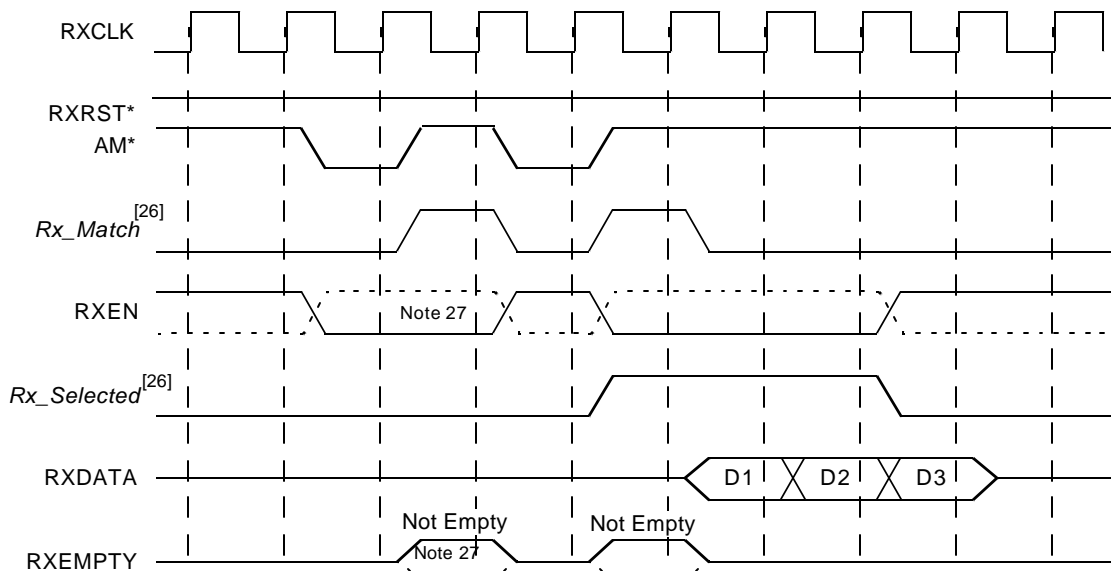 RXCLK
RXRST*
AM*
Rx_Match[26]
RXEN
Note 27
Rx_Selected[26]
RXDATA
D1 D2 D3
Not Empty Not Empty
RXEMPTY
Note 27